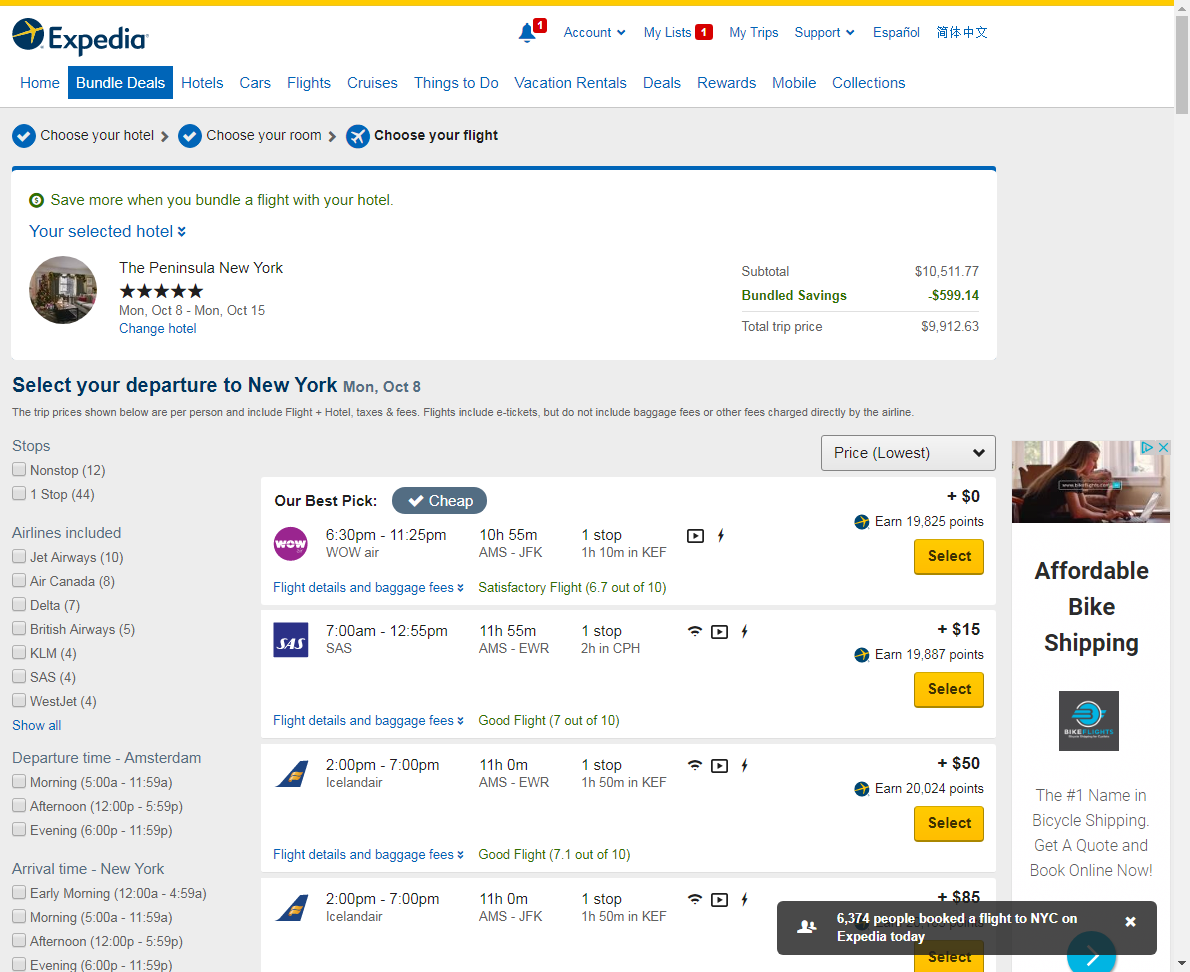 Expedia
1
Account
My Lists 1
My Trips
Support
Español
简体中文
Home
Bundle Deals
Hotels
Cars
Flights
Cruises
Things to Do
Vacation Rentals
Deals
Rewards
Mobile
Collections
Choose your hotel
Choose your room
Choose your flight
Save more when you bundle a flight with your hotel.
Your selected hotel
The Peninsula New York
Mon, Oct 8 - Mon, Oct 15
Change hotel
Subtotal $10,511.77
Bundled Savings -$599.14
Total trip price $9,912.63
Select your departure to New York Mon, Oct 8
The trip prices shown below are per person and include Flight + Hotel, taxes & fees. Flights include e-tickets, but do not include baggage fees or other fees charged directly by the airline.
Stops
Nonstop (12)
1 Stop (44)
Airlines included
Jet Airways (10)
Air Canada (8)
Delta (7)
British Airways (5)
KLM (4)
SAS (4)
WestJet (4)
Show all
Departure time - Amsterdam
Morning (5:00a - 11:59a)
Afternoon (12:00p - 5:59p)
Evening (6:00p - 11:59p)
Arrival time - New York
Early Morning (12:00a - 4:59a)
Morning (5:00a - 11:59a)
Afternoon (12:00p - 5:59p)
Evening (6:00p - 11:59p)
Price (Lowest)
Our Best Pick: Cheap
+ $0
Earn 19,825 points
Select
WOW
6:30pm - 11:25pm 10h 55m 1 stop
WOW air AMS - JFK 1h 10m in KEF
Flight details and baggage fees Satisfactory Flight (6.7 out of 10)
+ $15
Earn 19,887 points
Select
SAS
7:00am - 12:55pm 11h 55m 1 stop
SAS AMS - EWR 2h in CPH
Flight details and baggage fees Good Flight (7 out of 10)
+ $50
Earn 20,024 points
Select
2:00pm - 7:00pm 11h 0m 1 stop
Icelandair AMS - EWR 1h 50m in KEF
Flight details and baggage fees Good Flight (7.1 out of 10)
+ $85
2:00pm - 7:00pm 11h 0m 1 stop
Icelandair AMS - JFK 1h 50m in KEF
Select
6,374 people booked a flight to NYC on
Expedia today
www.bikeflights.com
Affordable
Bike
Shipping
BIKEFLIGHTS
The #1 Name in
Bicycle Shipping.
Get A Quote and
Book Online Now!